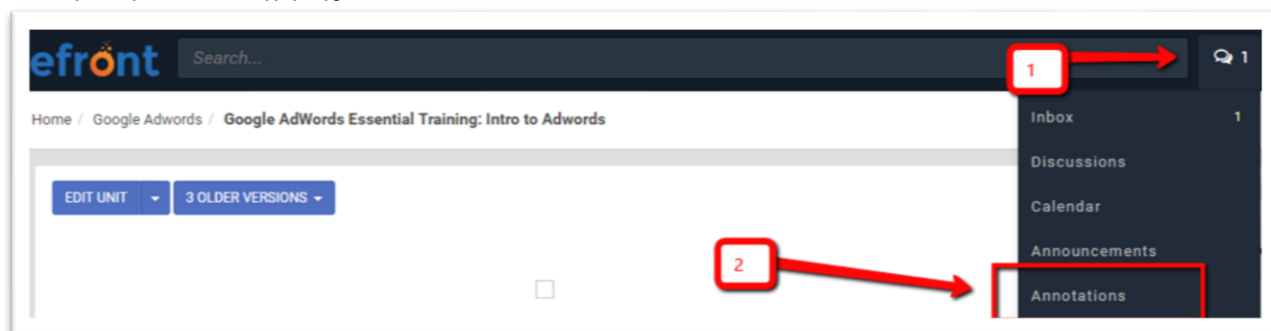 efront Search... 1 1
Home / Google Adwords / Google AdWords Essential Training: Intro to Adwords
Inbox 1
Discussions
EDIT UNIT 3 OLDER VERSIONS
Calendar
Announcements
2
Annotations